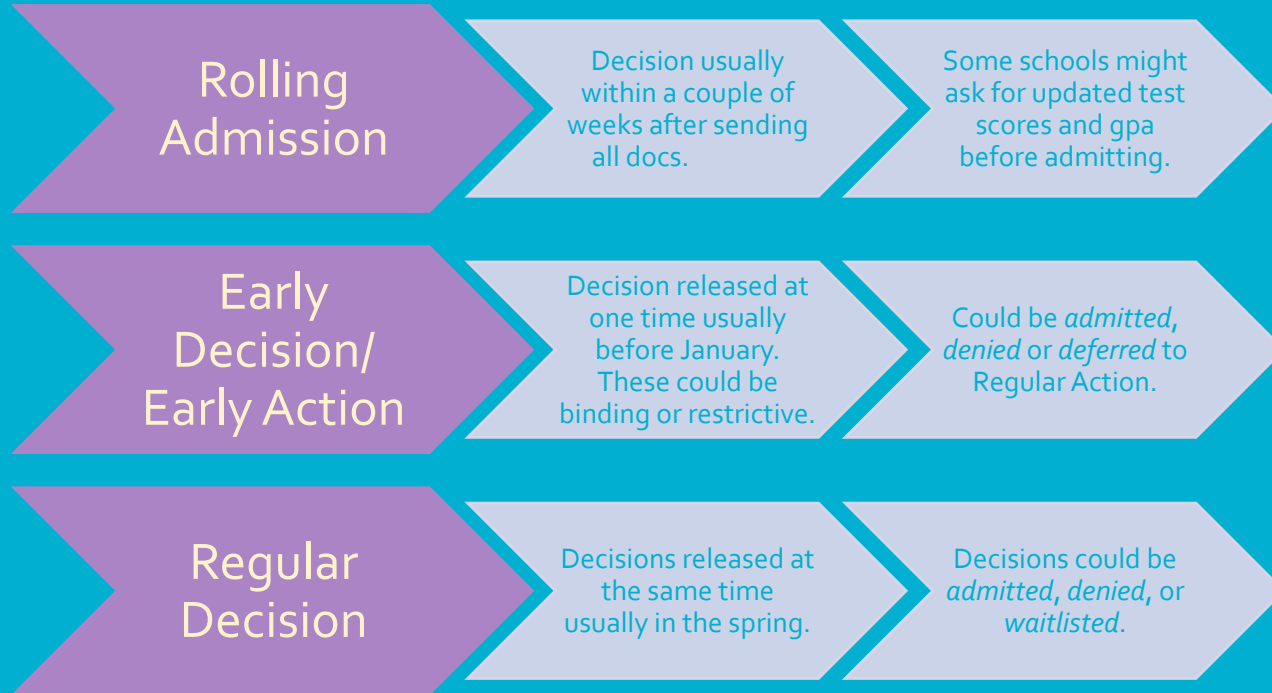 Rolling
Admission
Decision usually
within a couple of
weeks after sending
all docs.
Some schools might
ask for updated test
scores and gpa
before admitting.
Early
Decision/
Early Action
Decision released at
one time usually
before January.
These could be
binding or restrictive.
Could be admitted,
denied or deferred to
Regular Action.
Regular
Decision
Decisions released at
the same time
usually in the spring.
Decisions could be
admitted, denied, or
waitlisted.